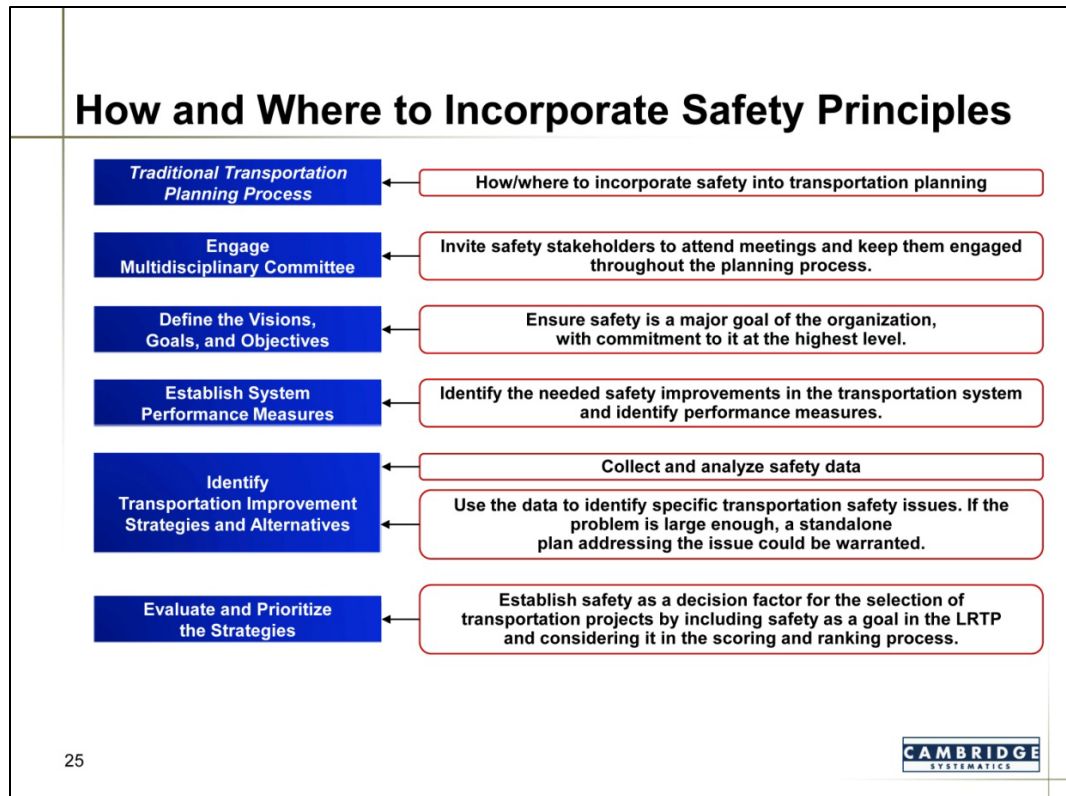 How and Where to Incorporate Safety Principles
Traditional Transportation
Planning Process
How/where to incorporate safety into transportation planning
Engage
Multidisciplinary Committee
Invite safety stakeholders to attend meetings and keep them engaged
throughout the planning process.
Define the Visions,
Goals, and Objectives
Ensure safety is a major goal of the organization,
with commitment to it at the highest level.
Establish System
Performance Measures
Identify the needed safety improvements in the transportation system
and identify performance measures.
Identify
Transportation Improvement
Strategies and Alternatives
Collect and analyze safety data
Use the data to identify specific transportation safety issues. If the
problem is large enough, a standalone
plan addressing the issue could be warranted.
Evaluate and Prioritize
the Strategies
Establish safety as a decision factor for the selection of
transportation projects by including safety as a goal in the LRTP
and considering it in the scoring and ranking process.
25
CAMBRIDGE
SYSTEMATICS